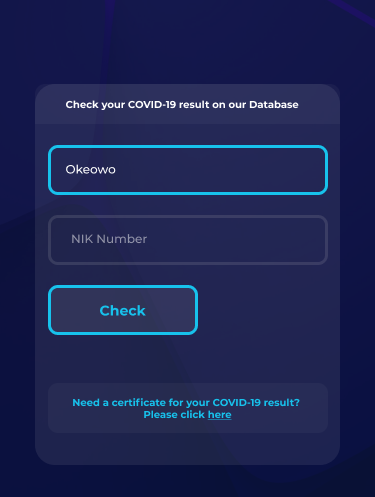 Check your COVID-19 result on our Database
Okeowo
NIK Number
Check
Need a certificate for your COVID-19 result?
Please click here